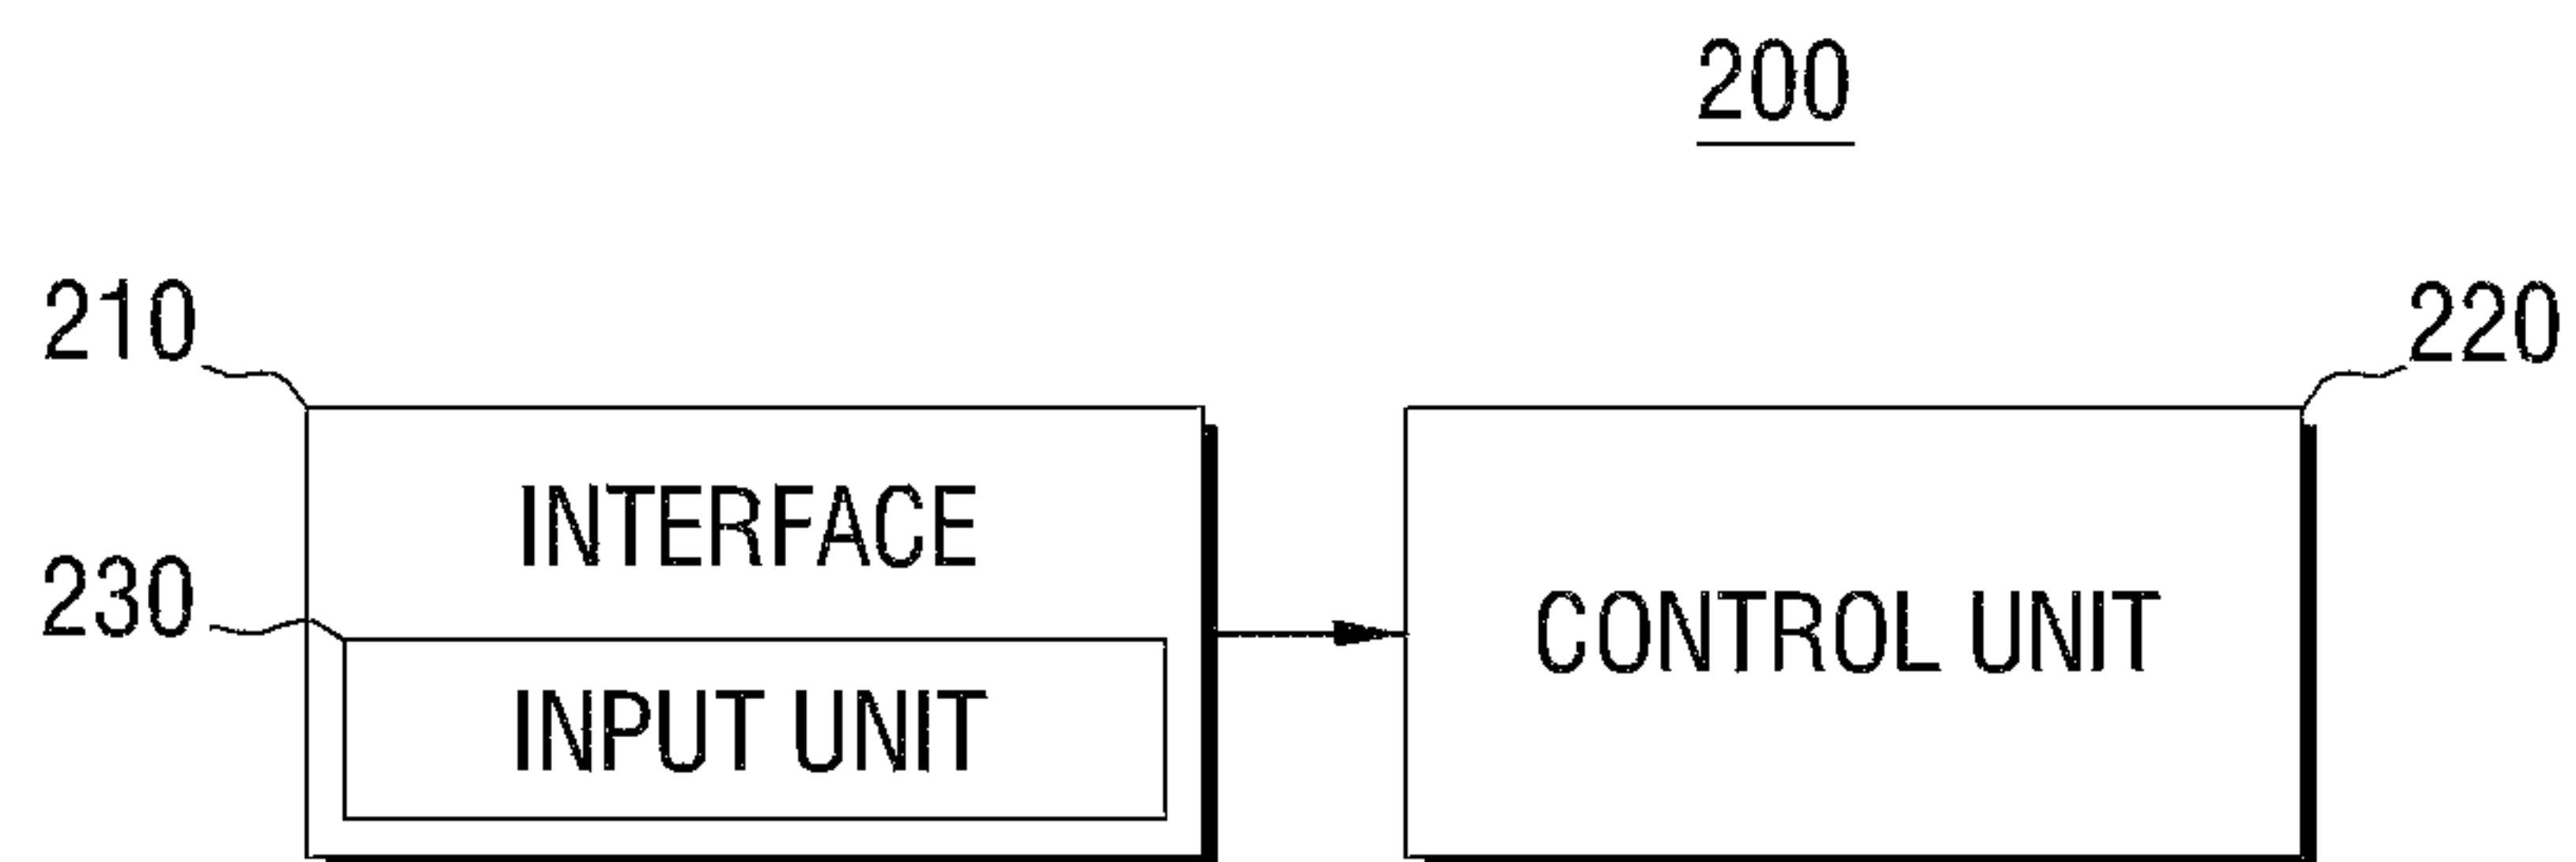 200
210
220
INTERFACE
230
CONTROL UNIT
INPUT UNIT